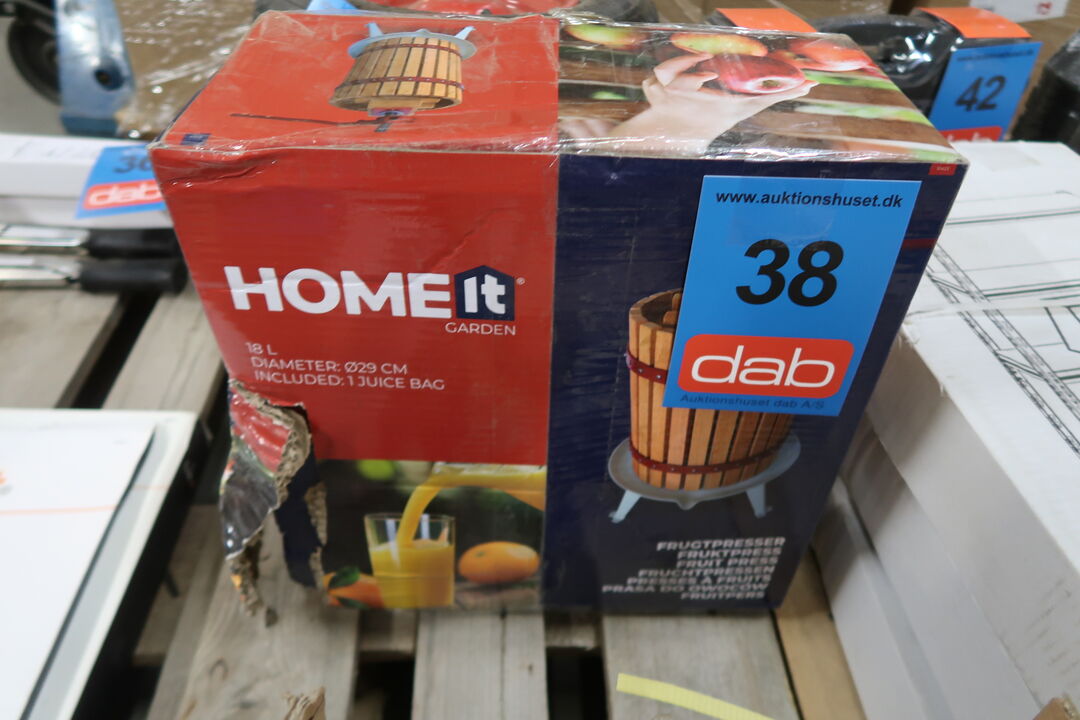 HOME It®
GARDEN
18 L
DIAMETER: Ø29 CM
INCLUDED: 1 JUICE BAG
www.auktionshuset.dk
38
dab
Auktionshuset dab A/S
FRUGTPRESSER
FRUKTPRESS
FRUIT PRESS
FRUCHTPRESSEN
PRESSES À FRUITS
PRASA DO OWOCÓW
FRUITPERS
42
dab